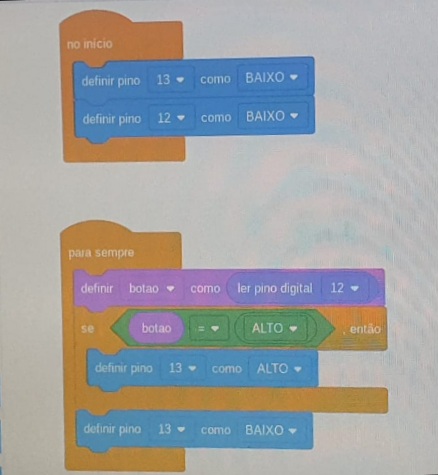 no início
definir pino 13 como BAIXO
definir pino 12 como BAIXO
para sempre
definir botao como ler pino digital 12
se botao = ALTO , então
definir pino 13 como ALTO
definir pino 13 como BAIXO